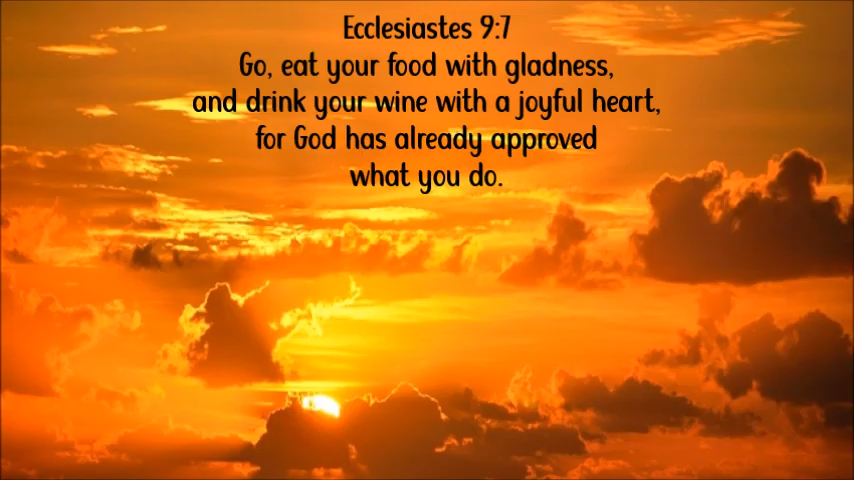 Ecclesiastes 9:7
Go, eat your food with gladness,
and drink your wine with a joyful heart,
for God has already approved
what you do.